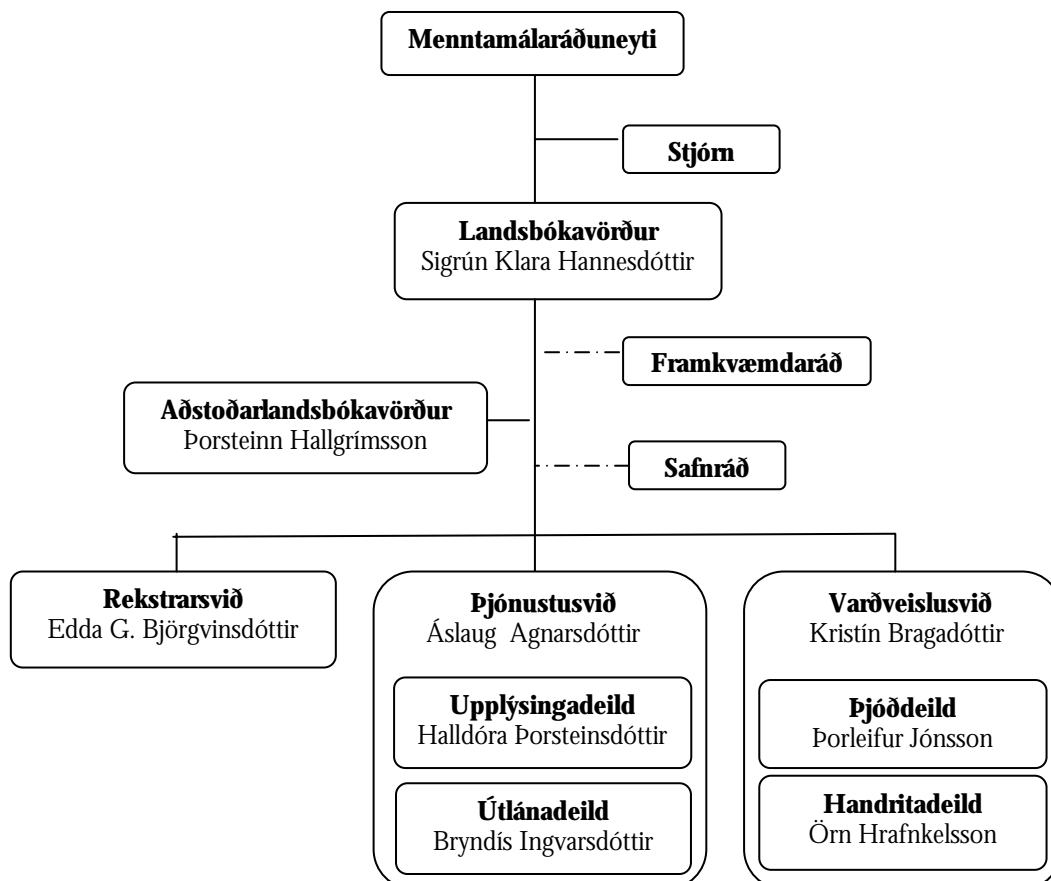 Menntamálaráðuneyti
Stjórn
Landsbókavörður
Sigrún Klara Hannesdóttir
Framkvæmdaráð
Aðstoðarlandsbókavörður
Þorsteinn Hallgrímsson
Safnráð
Rekstrarsvið
Edda G. Björgvinsdóttir
Þjónustusvið
Áslaug Agnarsdóttir
Upplýsingadeild
Halldóra Þorsteinsdóttir
Útlánadeild
Bryndís Ingvarsdóttir
Varðveislusvið
Kristín Bragadóttir
Þjóðdeild
Þorleifur Jónsson
Handritadeild
Örn Hrafnkelsson